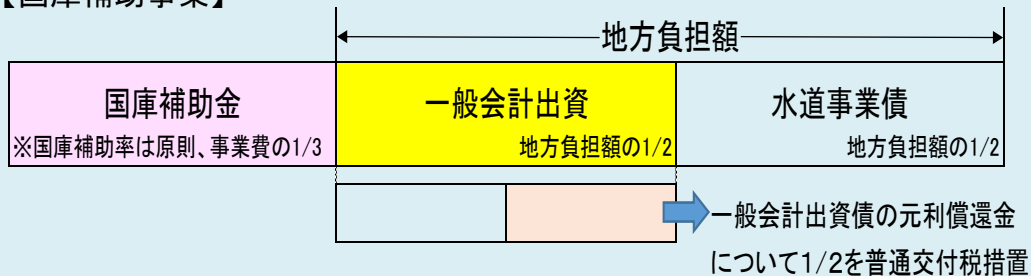 【国庫補助事業】
地方負担額
国庫補助金
※国庫補助率は原則、事業費の1/3
一般会計出資
地方負担額の1/2
水道事業債
地方負担額の1/2
一般会計出資債の元利償還金
について1/2を普通交付税措置